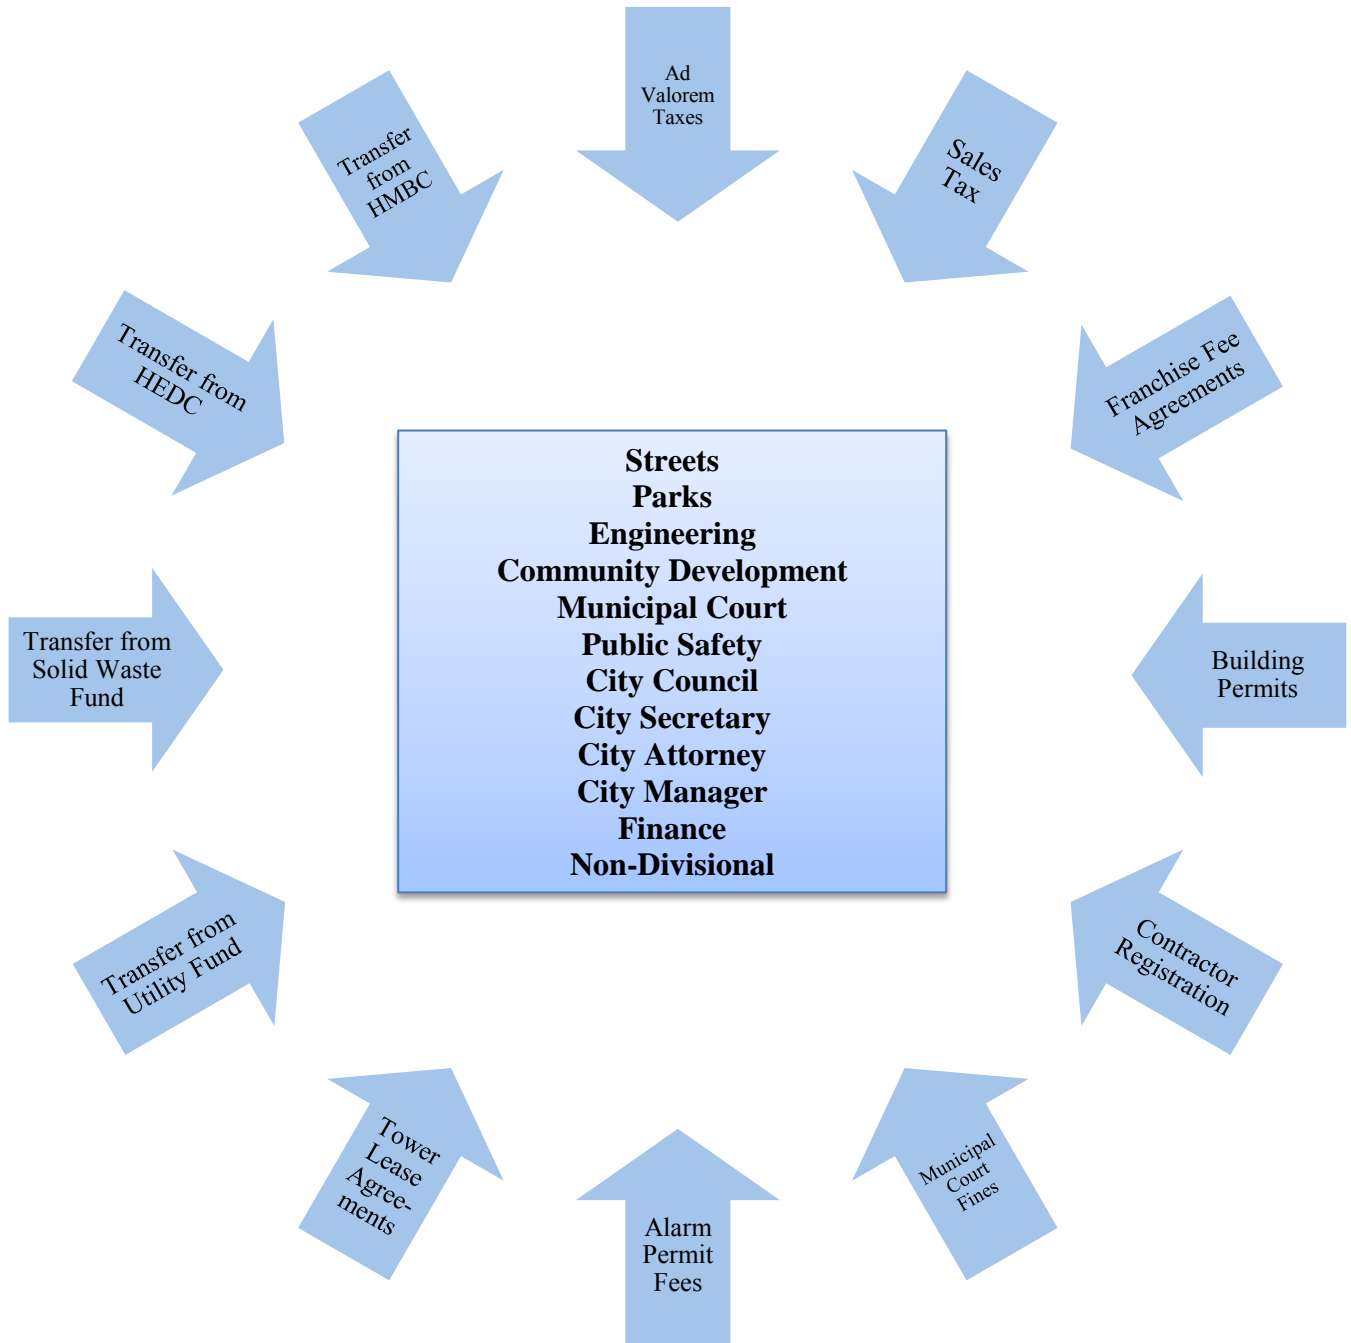 Ad
Valorem
Taxes
Sales
Tax
Franchise Fee
Agreements
Building
Permits
Contractor
Registration
Municipal
Court
Fines
Alarm
Permit
Fees
Tower
Lease
Agree-
ments
Transfer from
Utility Fund
Transfer from
Solid Waste
Fund
Transfer from
HEDC
Transfer
from
HMBC
Streets
Parks
Engineering
Community Development
Municipal Court
Public Safety
City Council
City Secretary
City Attorney
City Manager
Finance
Non-Divisional